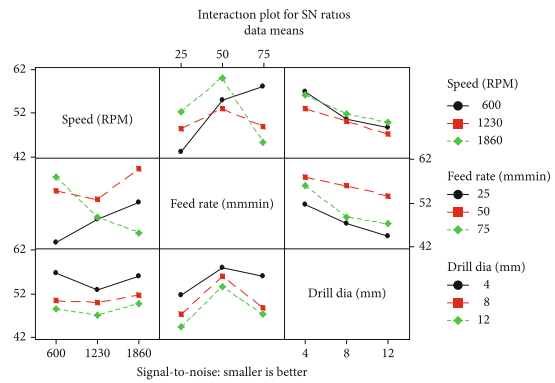 Interaction plot for SN ratios
data means
25 50 75
62
52
42
Speed (RPM)
Feed rate (mmmin)
62
52
42
62
52
42
Drill dia (mm)
600 1230 1860
4 8 12
Signal-to-noise: smaller is better
Speed (RPM)
600
1230
1860
Feed rate (mmmin)
25
50
75
Drill dia (mm)
4
8
12